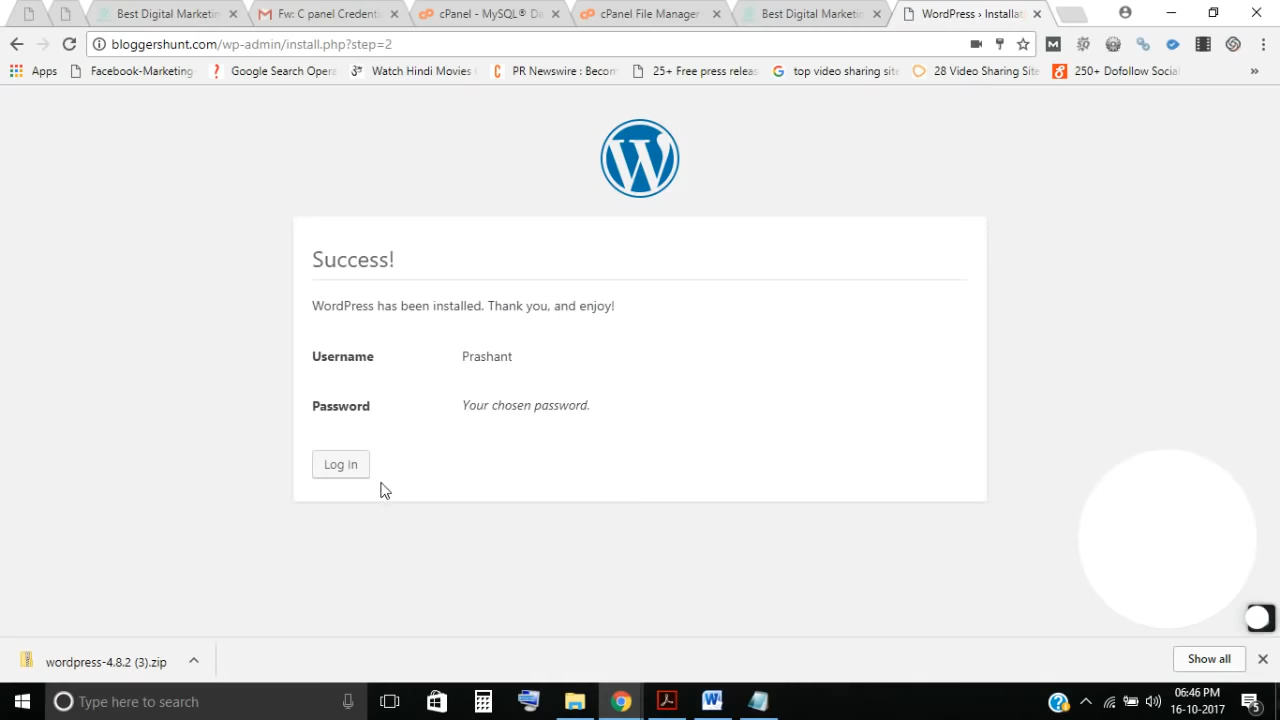 Best Digital Marketin
Fw: C panel Credenti
cPanel - MySQL® Da
cPanel File Manager
Best Digital Marketin
WordPress › Installat
bloggershunt.com/wp-admin/install.php?step=2
Apps
Facebook-Marketing
Google Search Opera
Watch Hindi Movies
PR Newswire : Becom
25+ Free press releas
top video sharing site
28 Video Sharing Site
250+ Dofollow Social
Success!
WordPress has been installed. Thank you, and enjoy!
Username Prashant
Password Your chosen password.
Log In
wordpress-4.8.2 (3).zip
Show all
Type here to search
06:46 PM
16-10-2017
5